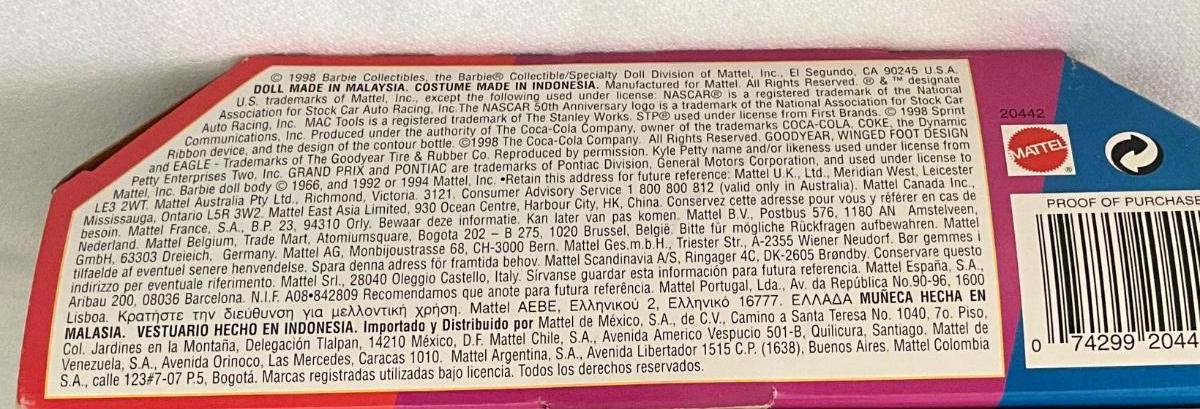 © 1998 Barbie Collectibles, the Barbie® Collectible/Specialty Doll Division of Mattel, Inc., El Segundo, CA 90245 U.S.A.
DOLL MADE IN MALAYSIA. COSTUME MADE IN INDONESIA. Manufactured for Mattel. All Rights Reserved. ® & ™ designate
U.S. trademarks of Mattel, Inc., except the following used under license: NASCAR® is a registered trademark of the National
Association for Stock Car Auto Racing, Inc.The NASCAR 50th Anniversary logo is a trademark of the National Association for Stock Car
Auto Racing, Inc. MAC Tools is a registered trademark of The Stanley Works. STP® used under license from First Brands. © 1998 Sprint
Communications, Inc. Produced under the authority of The Coca-Cola Company, owner of the trademarks COCA-COLA, COKE, the Dynamic
Ribbon device, and the design of the contour bottle. ©1998 The Coca-Cola Company. All Rights Reserved. GOODYEAR, WINGED FOOT DESIGN
and EAGLE - Trademarks of The Goodyear Tire & Rubber Co. Reproduced by permission. Kyle Petty name and/or likeness used under license from
Petty Enterprises Two, Inc. GRAND PRIX and PONTIAC are trademarks of Pontiac Division, General Motors Corporation, and used under license to
Mattel, Inc. Barbie doll body © 1966, and 1992 or 1994 Mattel, Inc. •Retain this address for future reference: Mattel U.K., Ltd., Meridian West, Leicester
LE3 2WT. Mattel Australia Pty Ltd., Richmond, Victoria. 3121. Consumer Advisory Service 1 800 800 812 (valid only in Australia). Mattel Canada Inc.,
Mississauga, Ontario L5R 3W2. Mattel East Asia Limited, 930 Ocean Centre, Harbour City, HK, China. Conservez cette adresse pour vous y référer en cas de
besoin. Mattel France, S.A., B.P. 23, 94310 Orly. Bewaar deze informatie. Kan later van pas komen. Mattel B.V., Postbus 576, 1180 AN Amstelveen,
Nederland. Mattel Belgium, Trade Mart, Atomiumsquare, Bogota 202 – B 275, 1020 Brussel, België. Bitte für mögliche Rückfragen aufbewahren. Mattel
GmbH, 63303 Dreieich, Germany. Mattel AG, Monbijoustrasse 68, CH-3000 Bern. Mattel Ges.m.b.H., Triester Str., A-2355 Wiener Neudorf. Bør gemmes i
tilfaelde af eventuel senere henvendelse. Spara denna adress för framtida behov. Mattel Scandinavia A/S, Ringager 4C, DK-2605 Brøndby. Conservare questo
indirizzo per eventuale riferimento. Mattel Srl., 28040 Oleggio Castello, Italy. Sírvanse guardar esta información para futura referencia. Mattel España, S.A.,
Aribau 200, 08036 Barcelona. N.I.F. A08•842809 Recomendamos que anote para futura referência. Mattel Portugal, Lda., Av. da República No.90-96, 1600
Lisboa. Κρατήστε την διεύθυνση για μελλοντική χρήση. Mattel AEBE, Ελληνικού 2, Ελληνικό 16777. ΕΛΛΑΔΑ MUÑECA HECHA EN
MALASIA. VESTUARIO HECHO EN INDONESIA. Importado y Distribuido por Mattel de México, S.A., de C.V., Camino a Santa Teresa No. 1040, 7o. Piso,
Col. Jardines en la Montaña, Delegación Tlalpan, 14210 México, D.F. Mattel Chile, S.A., Avenida Americo Vespucio 501-B, Quilicura, Santiago. Mattel de
Venezuela, S.A., Avenida Orinoco, Las Mercedes, Caracas 1010. Mattel Argentina, S.A., Avenida Libertador 1515 C.P. (1638), Buenos Aires. Mattel Colombia
S.A., calle 123#7-07 P.5, Bogotá. Marcas registradas utilizadas bajo licencia. Todos los derechos reservados.
20442
MATTEL®
PROOF OF PURCHASE
0 74299 2044